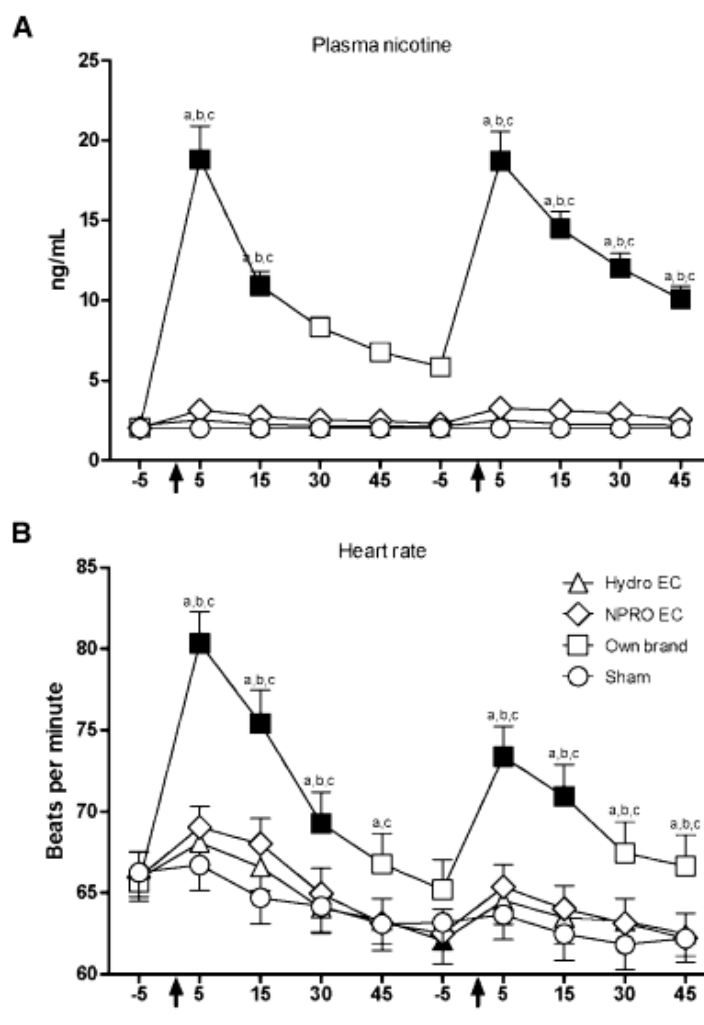 A
Plasma nicotine
25
20
15
10
5
0
ng/mL
a,b,c
a,b,c
a,b,c
a,b,c
a,b,c
a,b,c
-5 5 15 30 45 -5 5 15 30 45
B
Heart rate
85
80
75
70
65
60
Beats per minute
Hydro EC
NPRO EC
Own brand
Sham
a,b,c
a,b,c
a,b,c
a,c
a,b,c
a,b,c
a,b,c
a,b,c
-5 5 15 30 45 -5 5 15 30 45